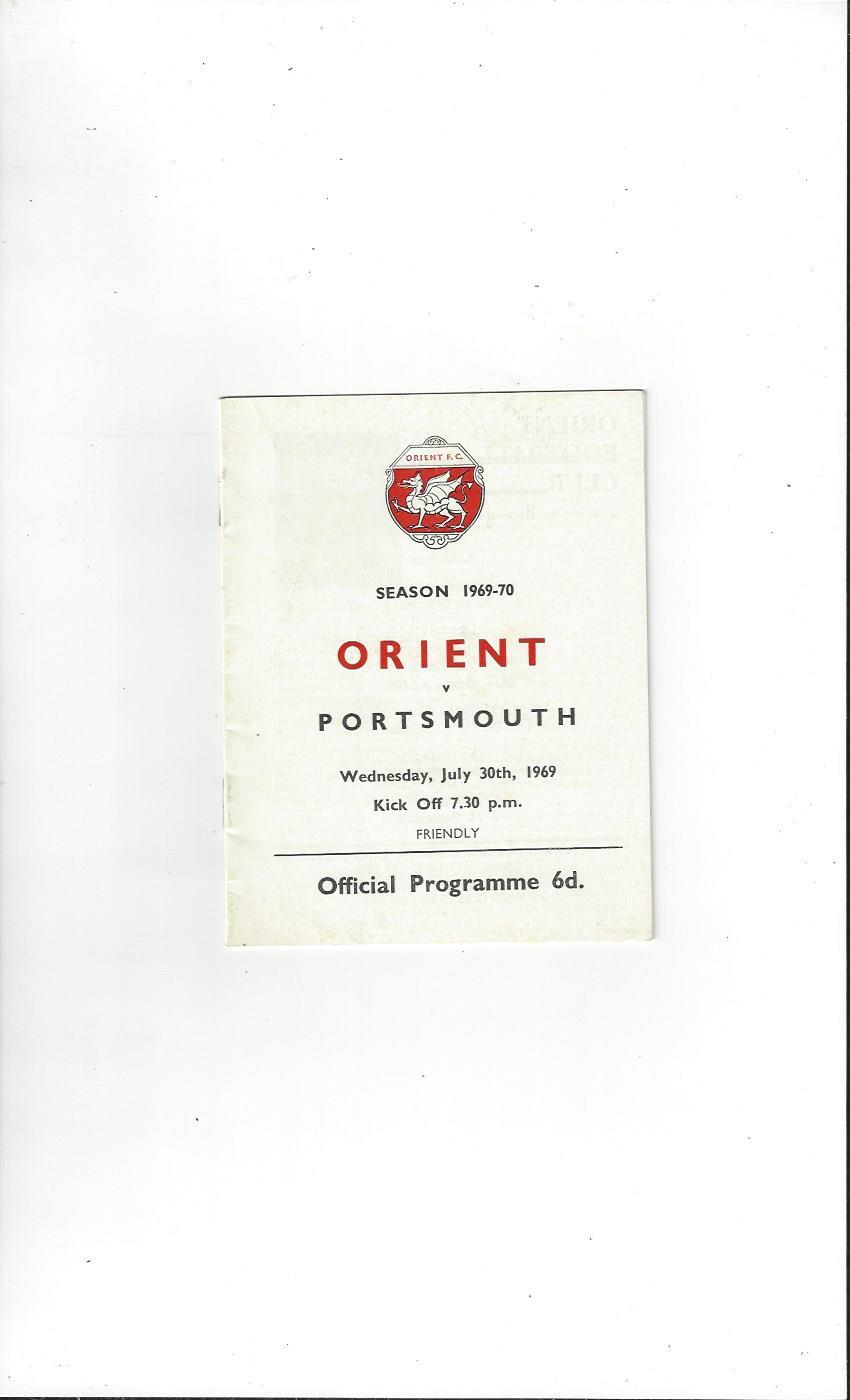 ORIENT F.C.
SEASON 1969-70
ORIENT
v
PORTSMOUTH
Wednesday, July 30th, 1969
Kick Off 7.30 p.m.
FRIENDLY
Official Programme 6d.